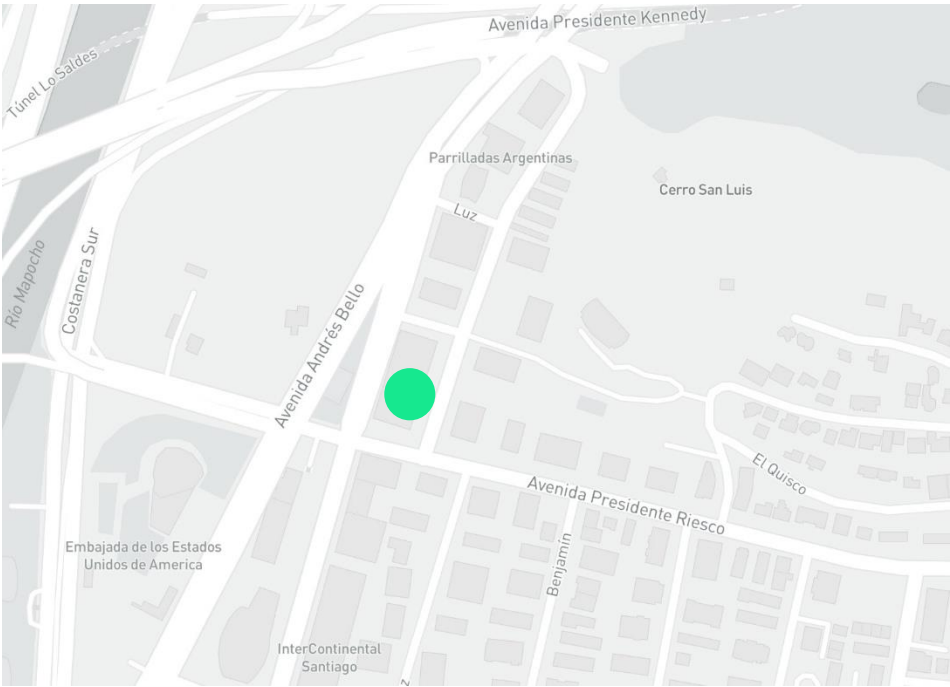 Avenida Presidente Kennedy
Túnel Lo Saldes
Parrilladas Argentinas
Cerro San Luis
Luz
Río Mapocho
Costanera Sur
Avenida Andrés Bello
El Quisco
Avenida Presidente Riesco
Embajada de los Estados
Unidos de America
Benjamín
InterContinental
Santiago
z